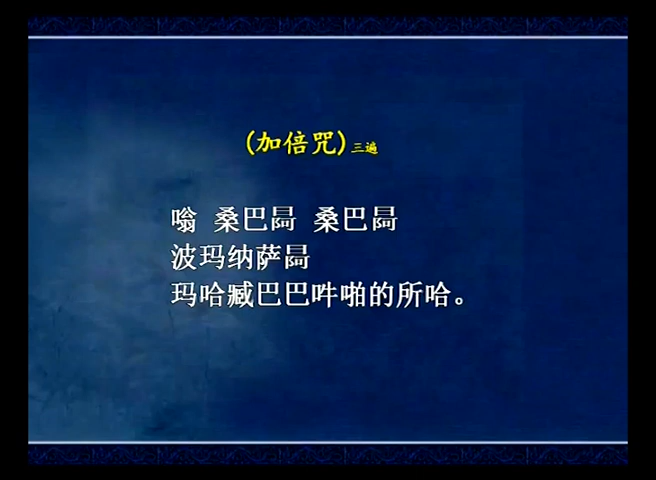 (加倍咒)三遍
嗡 桑巴局 桑巴局
波玛纳萨局
玛哈臧巴巴吽啪的所哈。